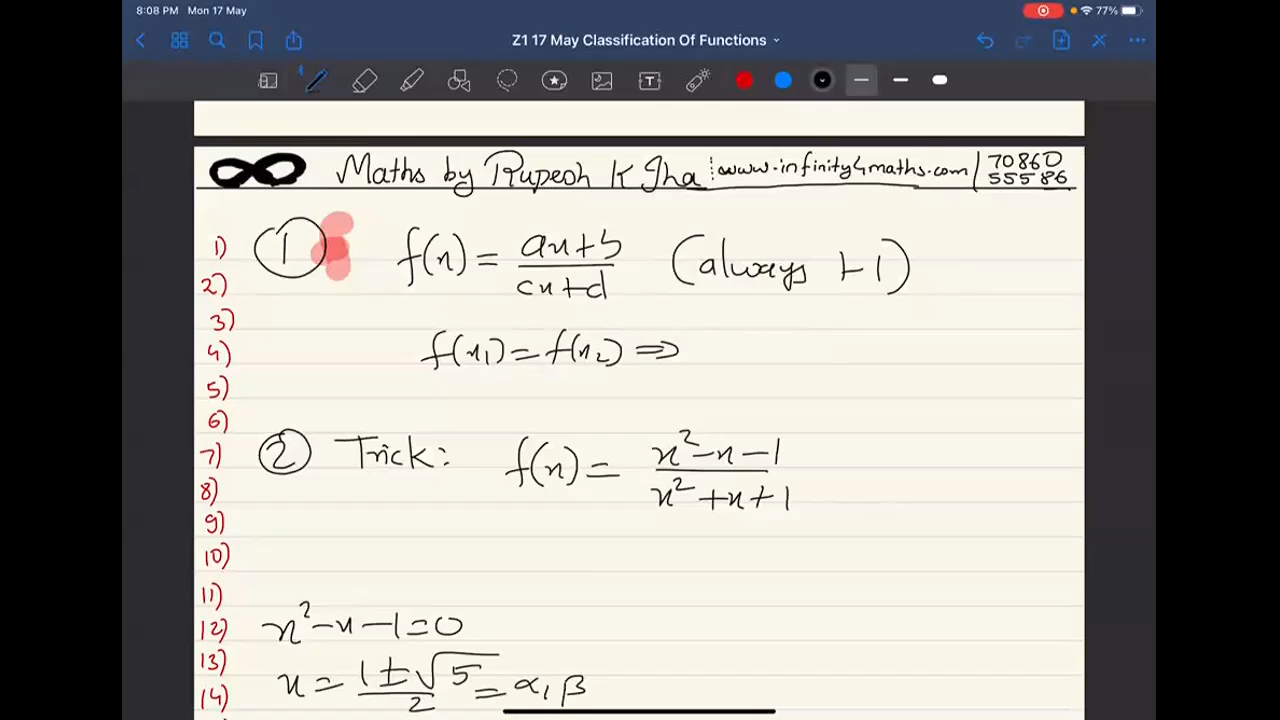 8:08 PM Mon 17 May
77%
Z1 17 May Classification Of Functions
Maths by Rupesh K Jha www.infinity4maths.com / 70860 55586
1) ① f(x) = (ax+b)/(cx+d) (always 1-1)
2)
3)
4) f(x₁) = f(x₂) ⇒
5)
6)
7) ② Trick: f(x) = (x²-x-1)/(x²+x+1)
8)
9)
10)
11)
12) x²-x-1=0
13) x = (1±√5)/2 = α, β
14)